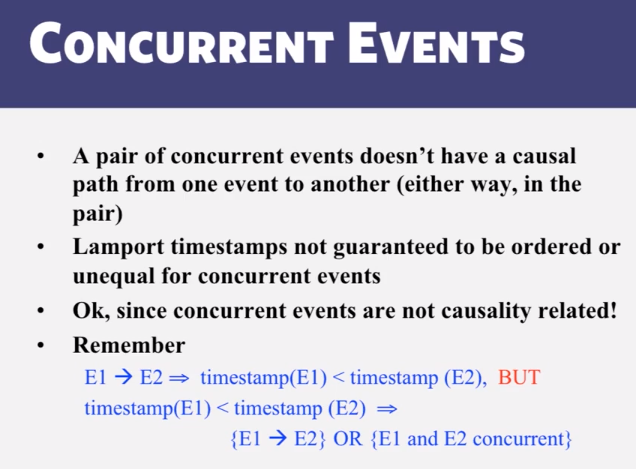 CONCURRENT EVENTS
• A pair of concurrent events doesn't have a causal
path from one event to another (either way, in the
pair)
• Lamport timestamps not guaranteed to be ordered or
unequal for concurrent events
• Ok, since concurrent events are not causality related!
• Remember
E1 → E2 ⇒ timestamp(E1) < timestamp (E2), BUT
timestamp(E1) < timestamp (E2) ⇒
{E1 → E2} OR {E1 and E2 concurrent}